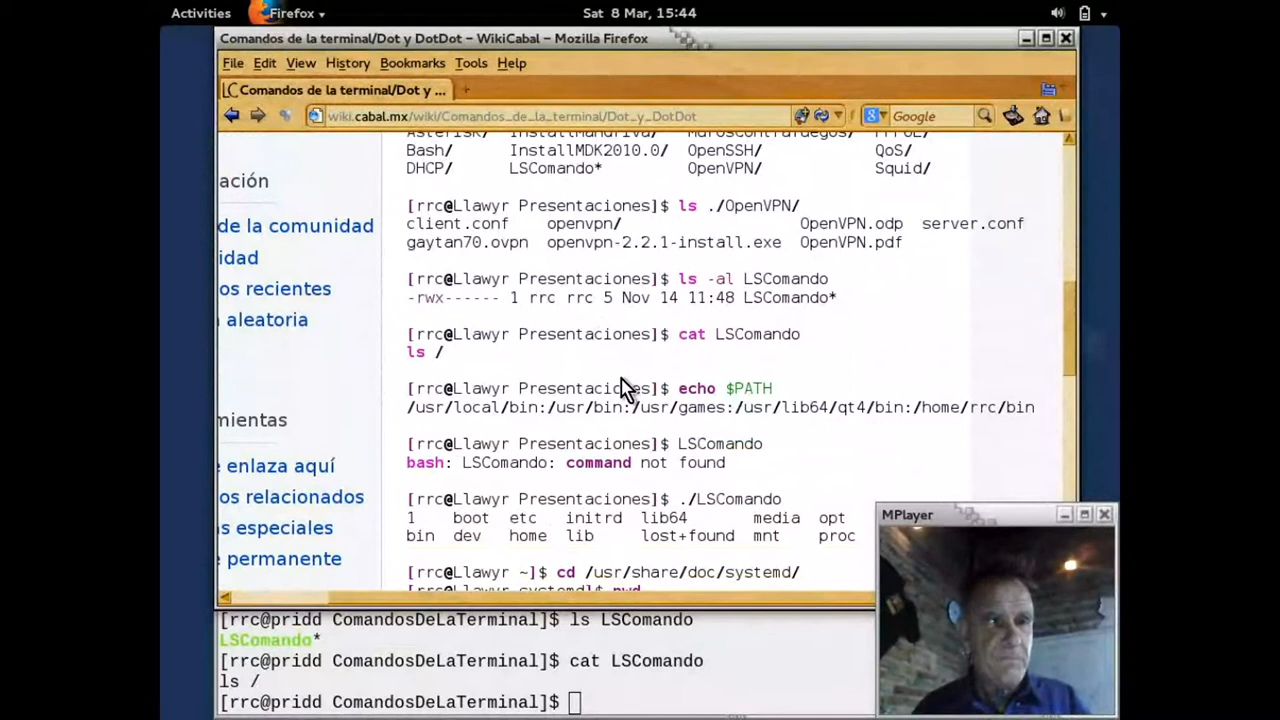 Activities Firefox Sat 8 Mar, 15:44
Comandos de la terminal/Dot y DotDot – WikiCabal – Mozilla Firefox
File Edit View History Bookmarks Tools Help
Comandos de la terminal/Dot y ...
wiki.cabal.mx/wiki/Comandos_de_la_terminal/Dot_y_DotDot
Google
Bash/ InstallMDK2010.0/ OpenSSH/ QoS/
DHCP/ LSComando* OpenVPN/ Squid/
ación
de la comunidad
idad
os recientes
aleatoria
mientas
e enlaza aquí
os relacionados
s especiales
e permanente
[rrc@Llawyr Presentaciones]$ ls ./OpenVPN/
client.conf openvpn/ OpenVPN.odp server.conf
gaytan70.ovpn openvpn-2.2.1-install.exe OpenVPN.pdf
[rrc@Llawyr Presentaciones]$ ls -al LSComando
-rwx------ 1 rrc rrc 5 Nov 14 11:48 LSComando*
[rrc@Llawyr Presentaciones]$ cat LSComando
ls /
[rrc@Llawyr Presentaciones]$ echo $PATH
/usr/local/bin:/usr/bin:/usr/games:/usr/lib64/qt4/bin:/home/rrc/bin
[rrc@Llawyr Presentaciones]$ LSComando
bash: LSComando: command not found
[rrc@Llawyr Presentaciones]$ ./LSComando
1 boot etc initrd lib64 media opt
bin dev home lib lost+found mnt proc
[rrc@Llawyr ~]$ cd /usr/share/doc/systemd/
[rrc@Llawyr systemd]$ pwd
MPlayer
[rrc@pridd ComandosDeLaTerminal]$ ls LSComando
LSComando*
[rrc@pridd ComandosDeLaTerminal]$ cat LSComando
ls /
[rrc@pridd ComandosDeLaTerminal]$